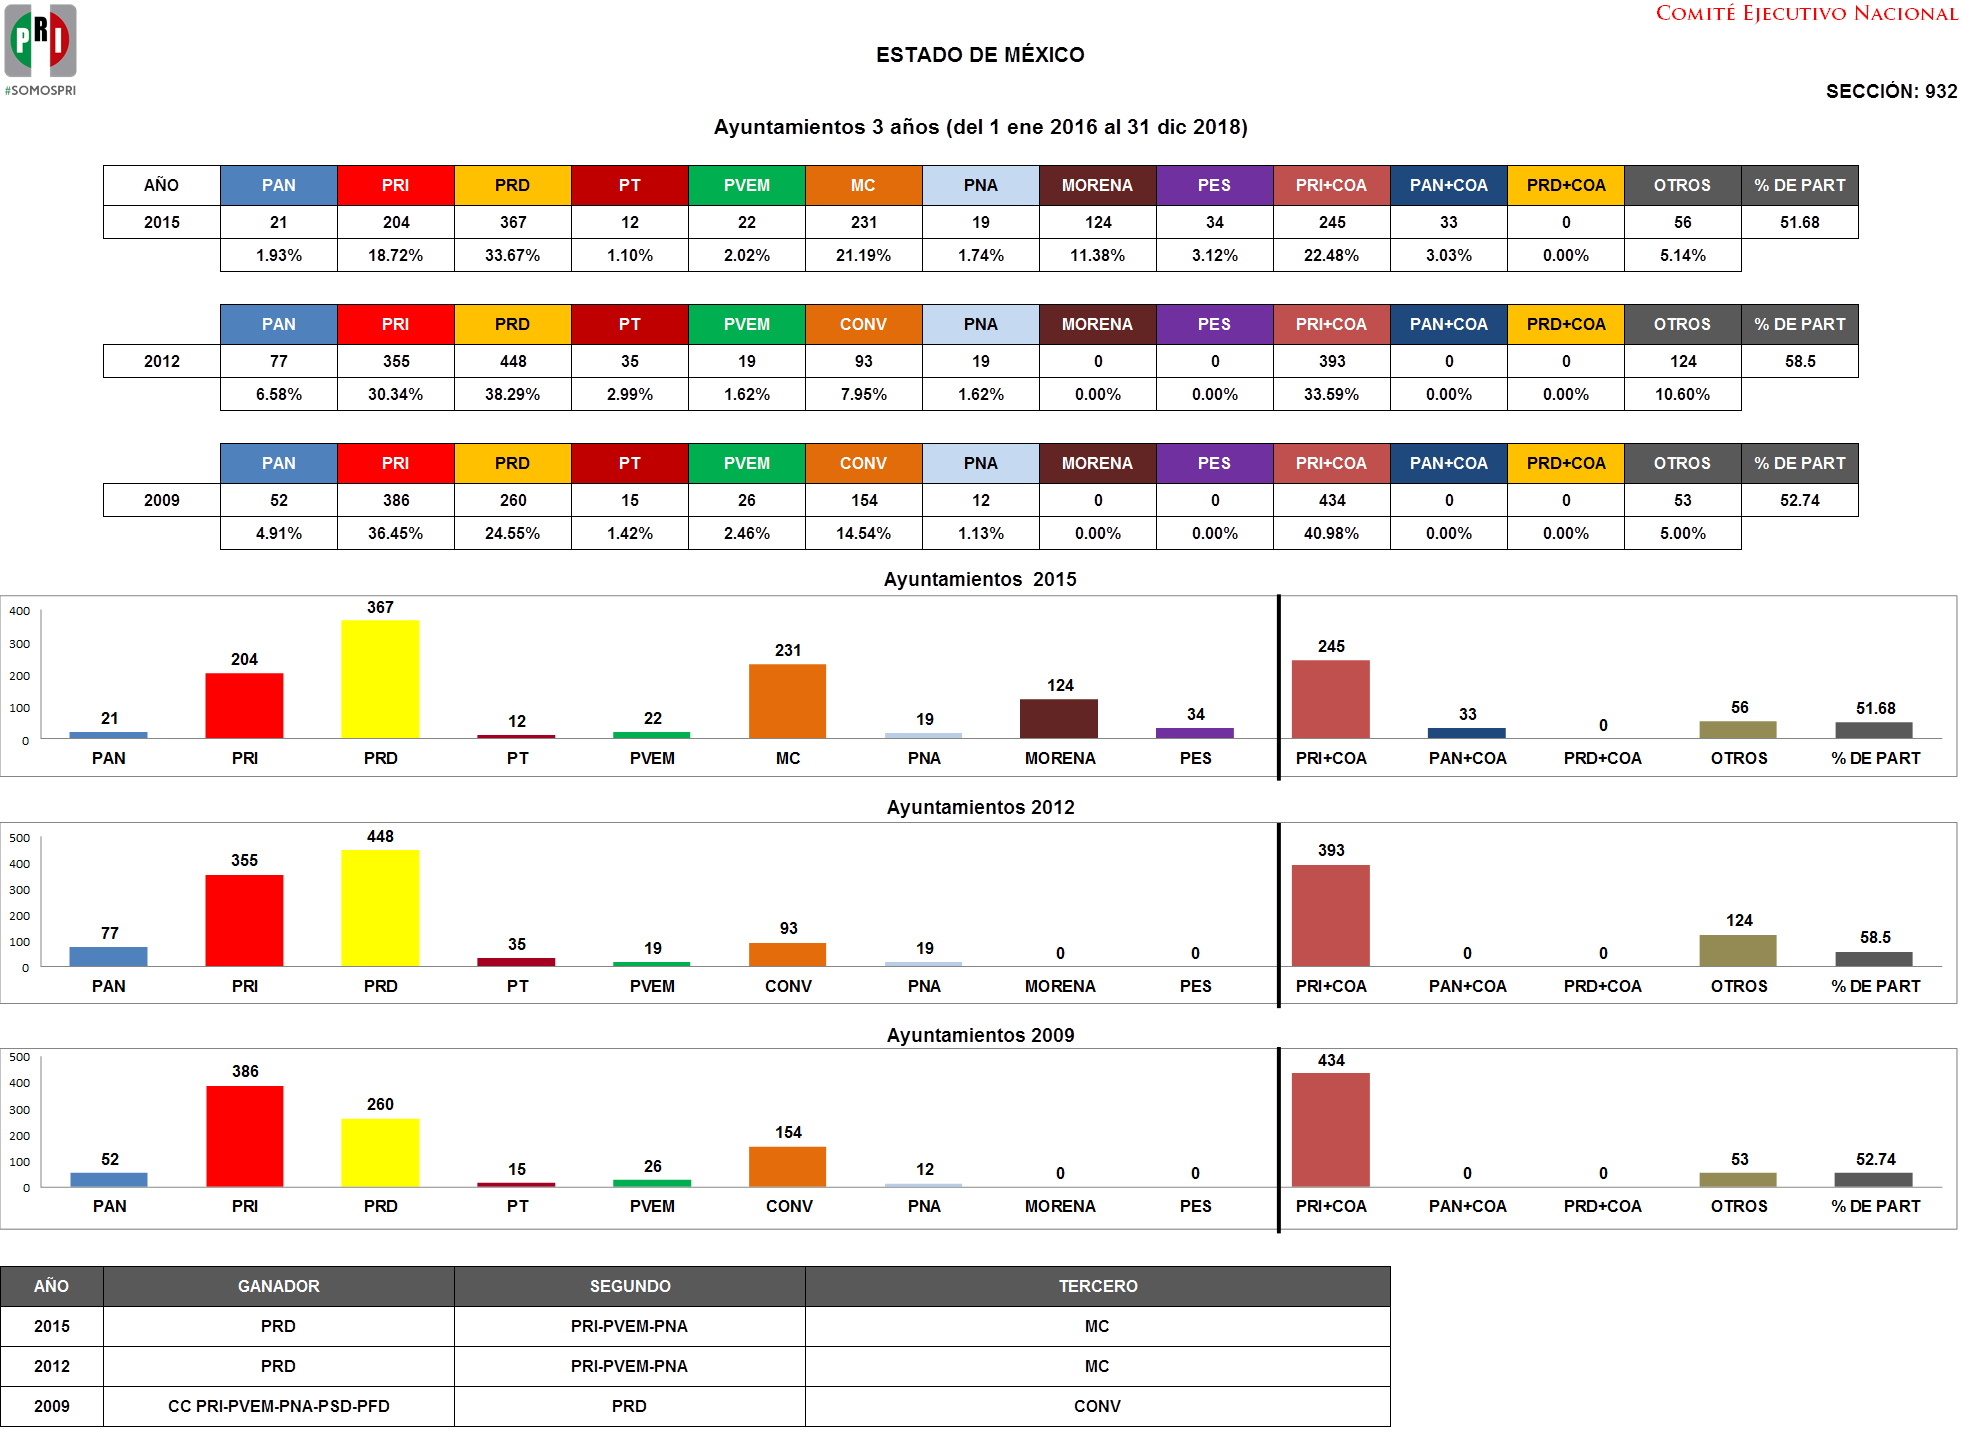 PRI
#SOMOSPRI
COMITÉ EJECUTIVO NACIONAL
ESTADO DE MÉXICO
SECCIÓN: 932
Ayuntamientos 3 años (del 1 ene 2016 al 31 dic 2018)
AÑO PAN PRI PRD PT PVEM MC PNA MORENA PES PRI+COA PAN+COA PRD+COA OTROS % DE PART
2015 21 204 367 12 22 231 19 124 34 245 33 0 56 51.68
1.93% 18.72% 33.67% 1.10% 2.02% 21.19% 1.74% 11.38% 3.12% 22.48% 3.03% 0.00% 5.14%
PAN PRI PRD PT PVEM CONV PNA MORENA PES PRI+COA PAN+COA PRD+COA OTROS % DE PART
2012 77 355 448 35 19 93 19 0 0 393 0 0 124 58.5
6.58% 30.34% 38.29% 2.99% 1.62% 7.95% 1.62% 0.00% 0.00% 33.59% 0.00% 0.00% 10.60%
PAN PRI PRD PT PVEM CONV PNA MORENA PES PRI+COA PAN+COA PRD+COA OTROS % DE PART
2009 52 386 260 15 26 154 12 0 0 434 0 0 53 52.74
4.91% 36.45% 24.55% 1.42% 2.46% 14.54% 1.13% 0.00% 0.00% 40.98% 0.00% 0.00% 5.00%
Ayuntamientos 2015
400
300
200
100
0
21 204 367 12 22 231 19 124 34 245 33 0 56 51.68
PAN PRI PRD PT PVEM MC PNA MORENA PES PRI+COA PAN+COA PRD+COA OTROS % DE PART
Ayuntamientos 2012
500
400
300
200
100
0
77 355 448 35 19 93 19 0 0 393 0 0 124 58.5
PAN PRI PRD PT PVEM CONV PNA MORENA PES PRI+COA PAN+COA PRD+COA OTROS % DE PART
Ayuntamientos 2009
500
400
300
200
100
0
52 386 260 15 26 154 12 0 0 434 0 0 53 52.74
PAN PRI PRD PT PVEM CONV PNA MORENA PES PRI+COA PAN+COA PRD+COA OTROS % DE PART
AÑO GANADOR SEGUNDO TERCERO
2015 PRD PRI-PVEM-PNA MC
2012 PRD PRI-PVEM-PNA MC
2009 CC PRI-PVEM-PNA-PSD-PFD PRD CONV